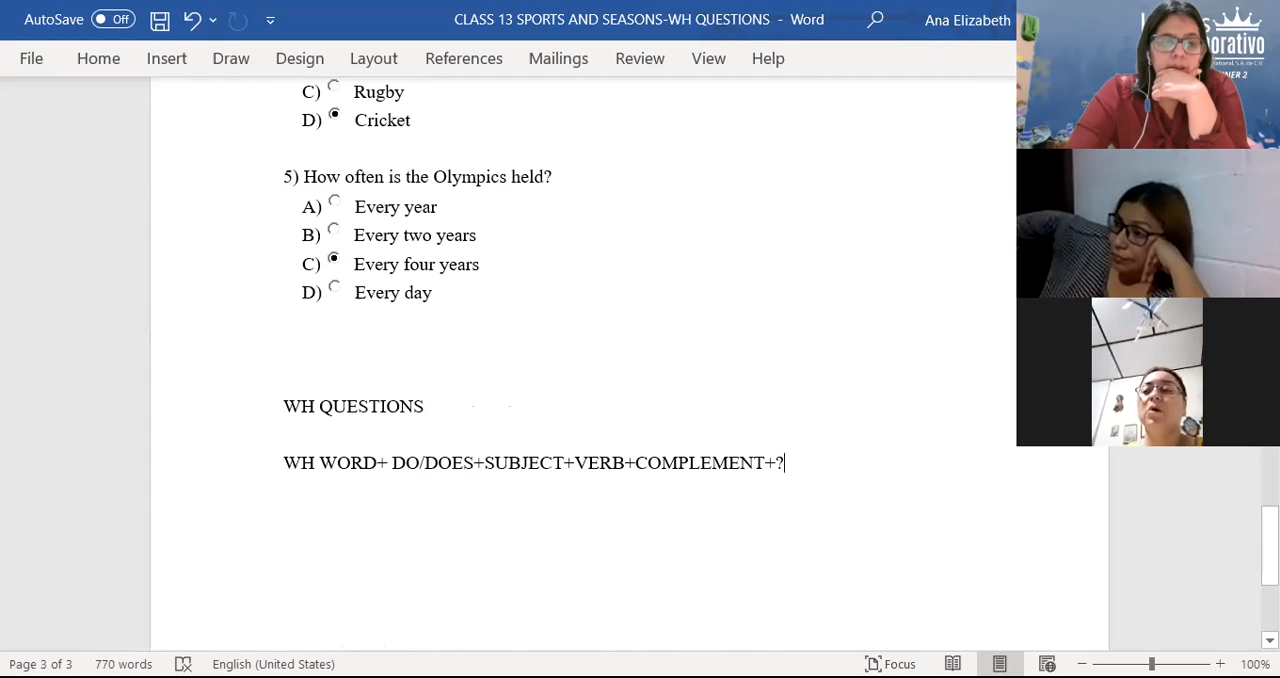 AutoSave Off CLASS 13 SPORTS AND SEASONS-WH QUESTIONS - Word Ana Elizabeth
File Home Insert Draw Design Layout References Mailings Review View Help
C) Rugby
D) Cricket
5) How often is the Olympics held?
A) Every year
B) Every two years
C) Every four years
D) Every day
WH QUESTIONS
WH WORD+ DO/DOES+SUBJECT+VERB+COMPLEMENT+?
Page 3 of 3 770 words English (United States) Focus 100%